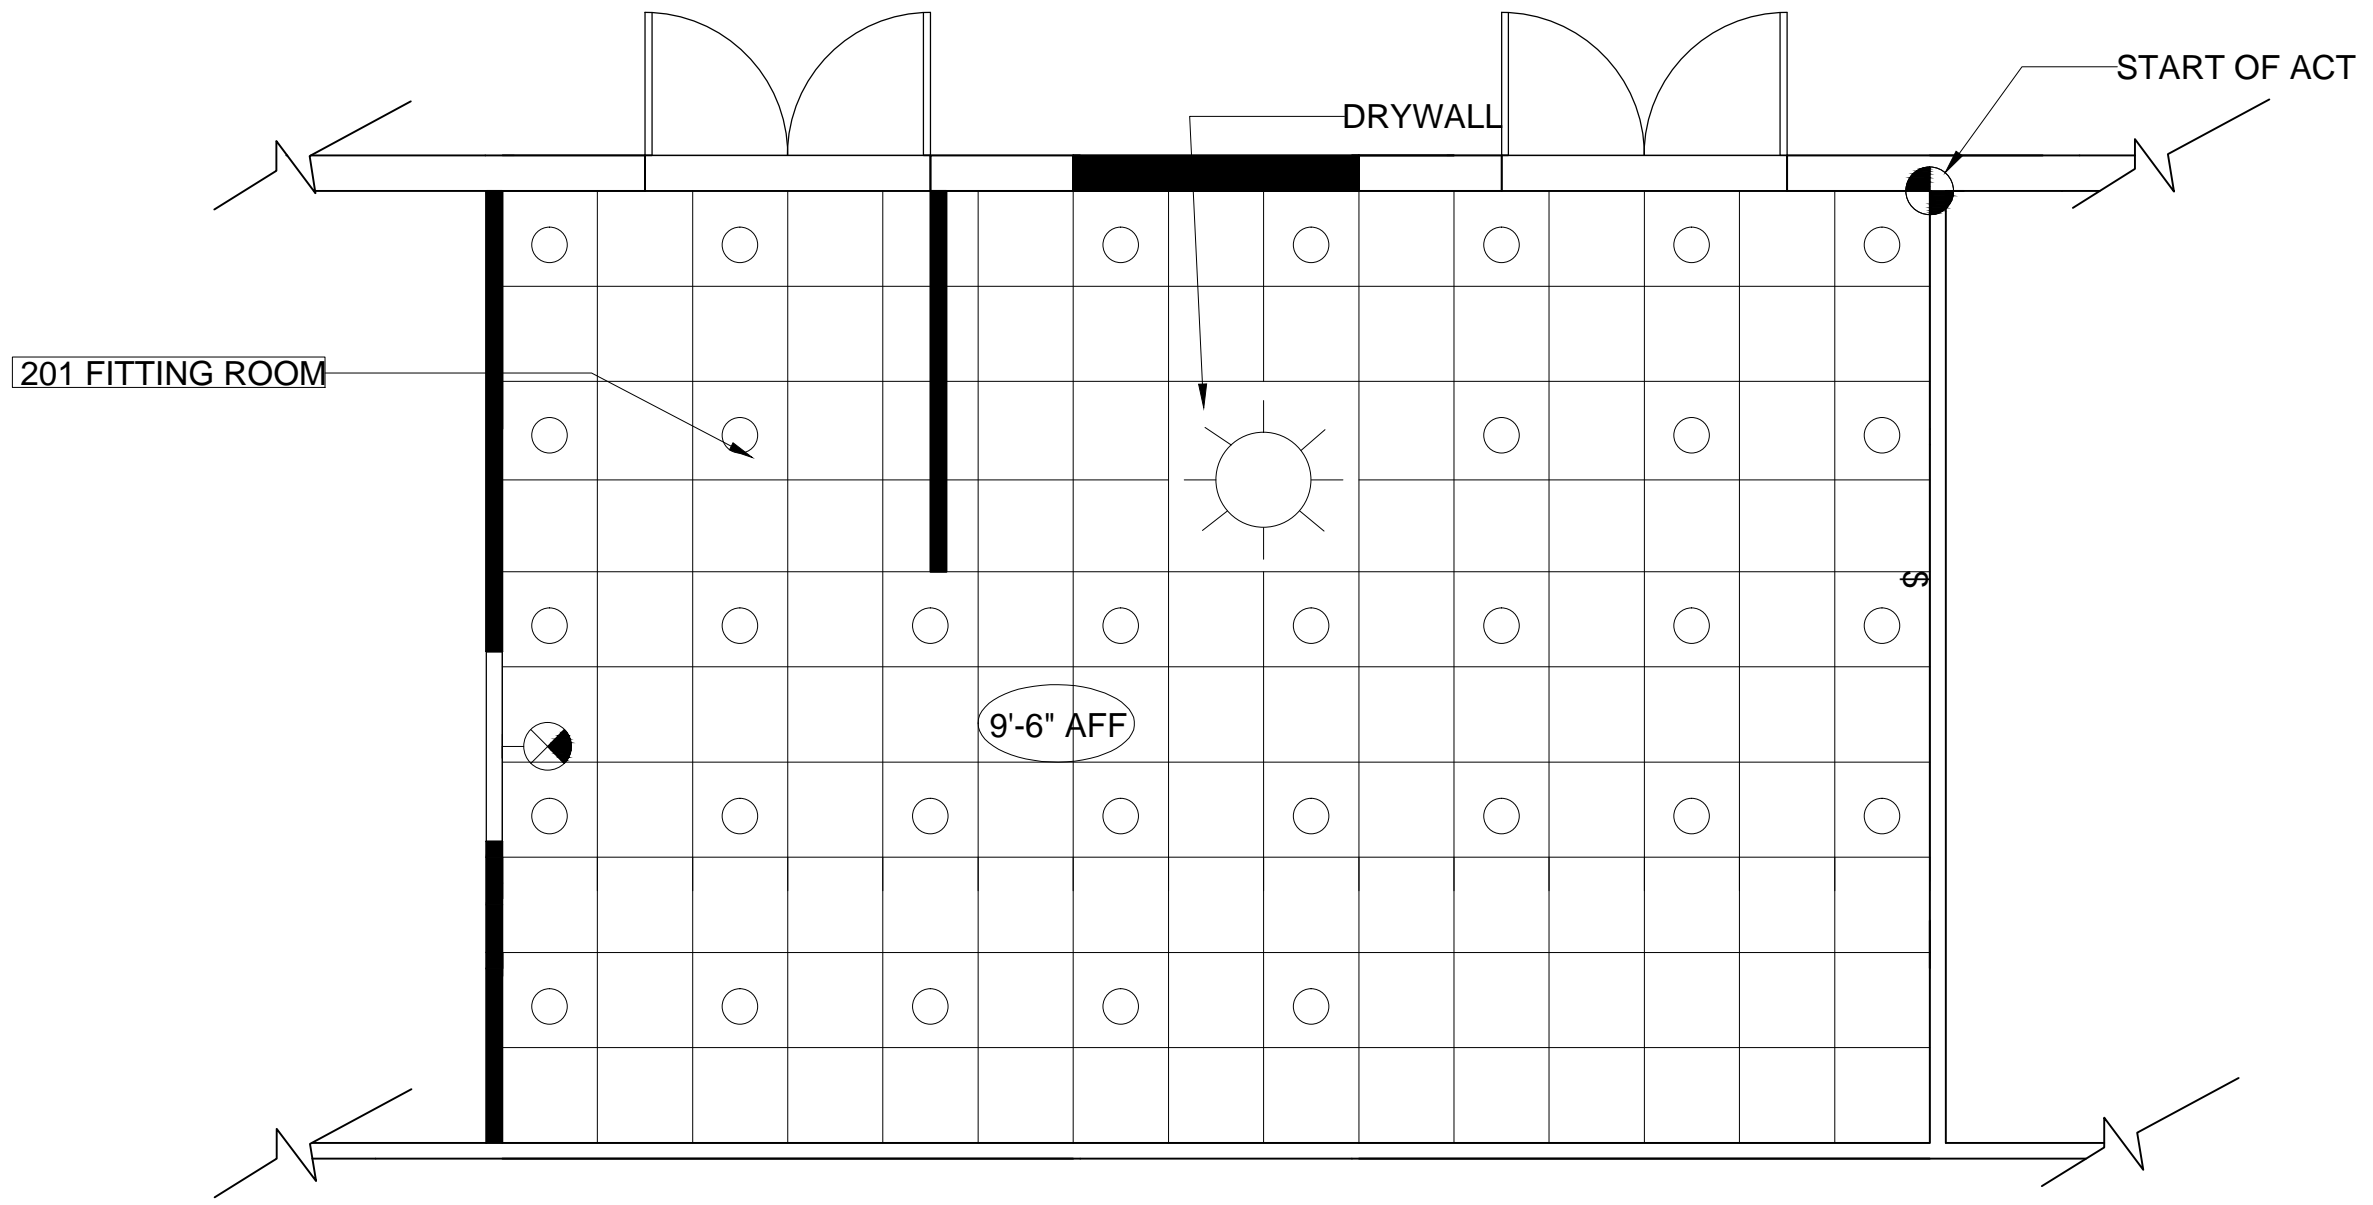 START OF ACT
DRYWALL
201 FITTING ROOM
$
9'-6" AFF